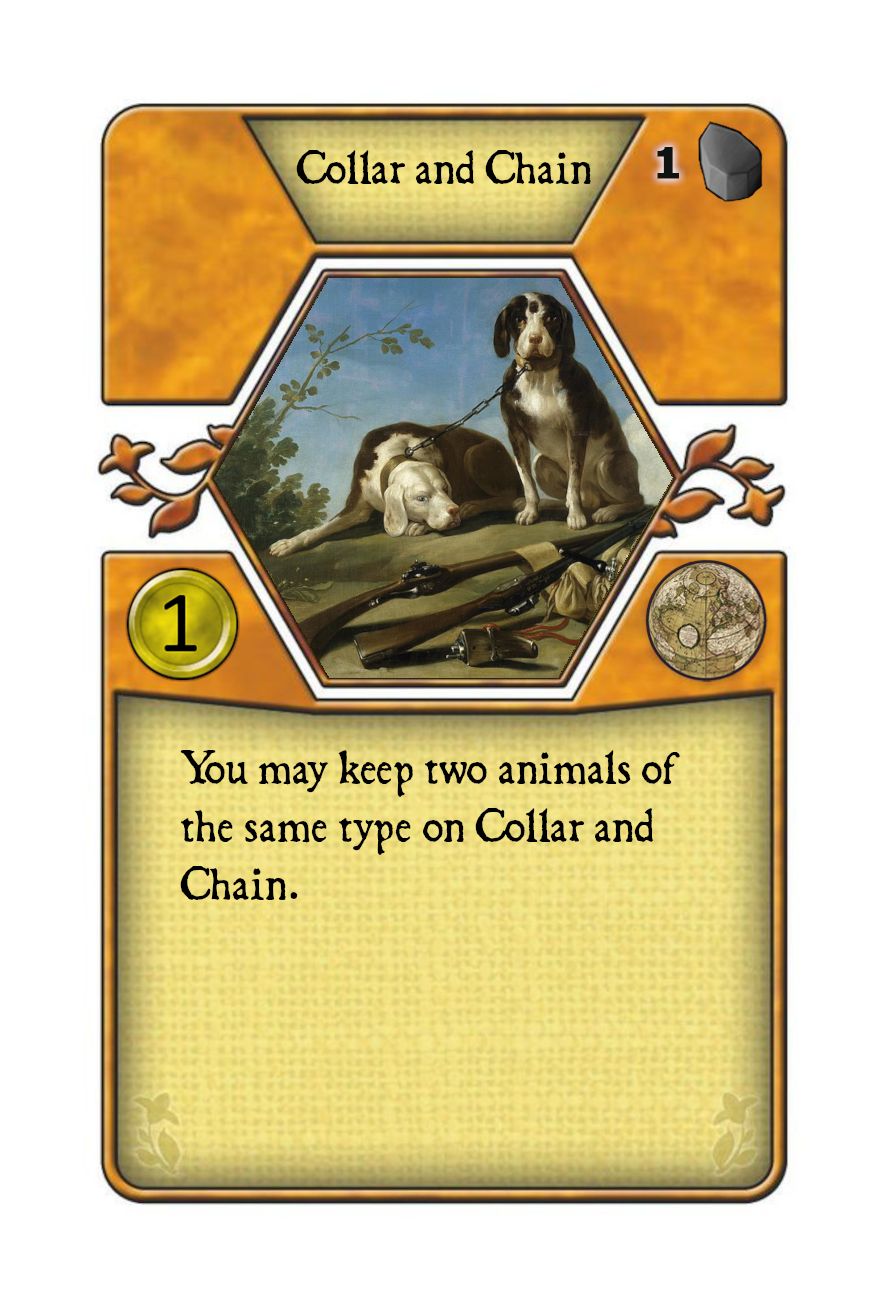 Collar and Chain
1
1
You may keep two animals of
the same type on Collar and
Chain.